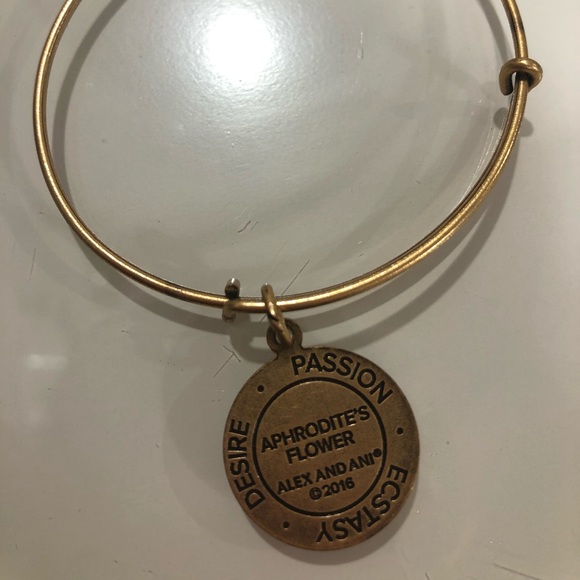 PASSION
ECSTASY
DESIRE
APHRODITE'S
FLOWER
ALEX AND ANI®
©2016